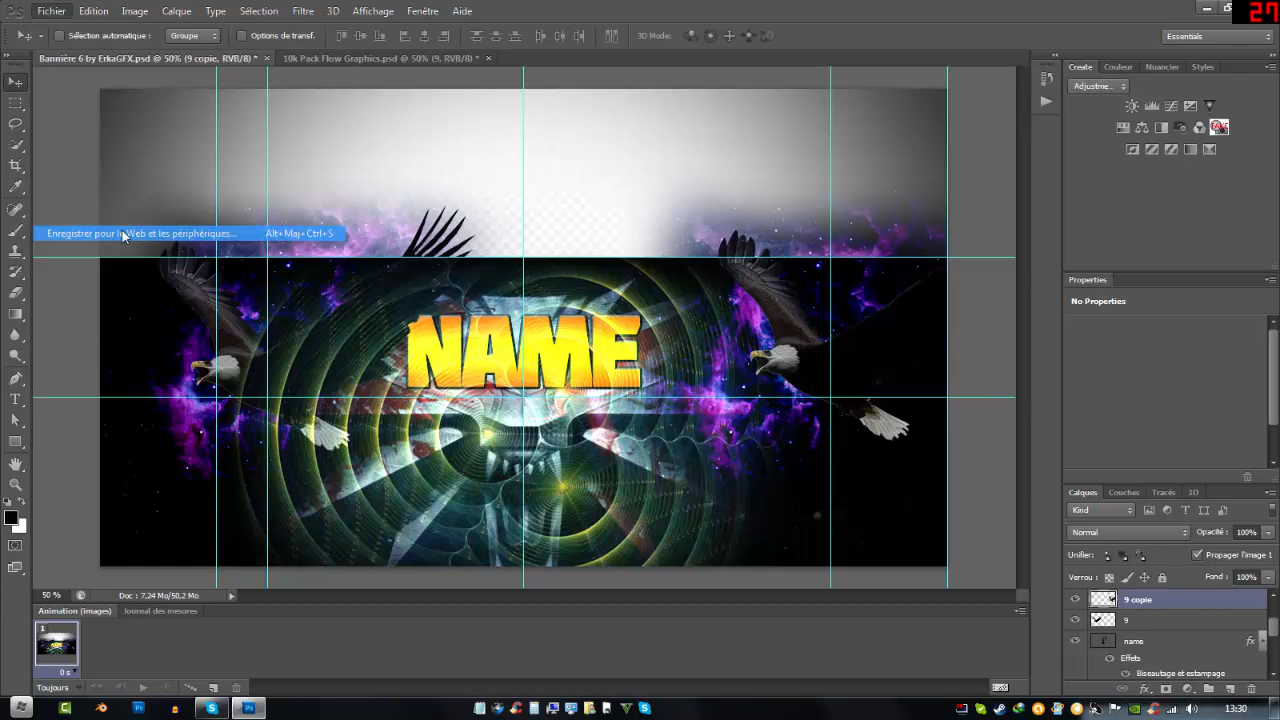 Ps Fichier Edition Image Calque Type Sélection Filtre 3D Affichage Fenêtre Aide
27
Sélection automatique : Groupe Options de transf. 3D Mode: Essentials
Bannière 6 by ErkaGFX.psd @ 50% (9 copie, RVB/8) * × 10k Pack Flow Graphics.psd @ 50% (9, RVB/8) * ×
Create Couleur Nuancier Styles
Adjustme...
Enregistrer pour le Web et les périphériques... Alt+Maj+Ctrl+S
Properties
No Properties
NAME
Calques Couches Tracés 3D
Kind
Normal Opacité : 100%
Unifier: Propager l'image 1
Verrou : Fond : 100%
9 copie
9
name fx
Effets
Biseautage et estampage
50 % Doc : 7,24 Mo/50,2 Mo
Animation (images) Journal des mesures
1
0 s
Toujours
13:30